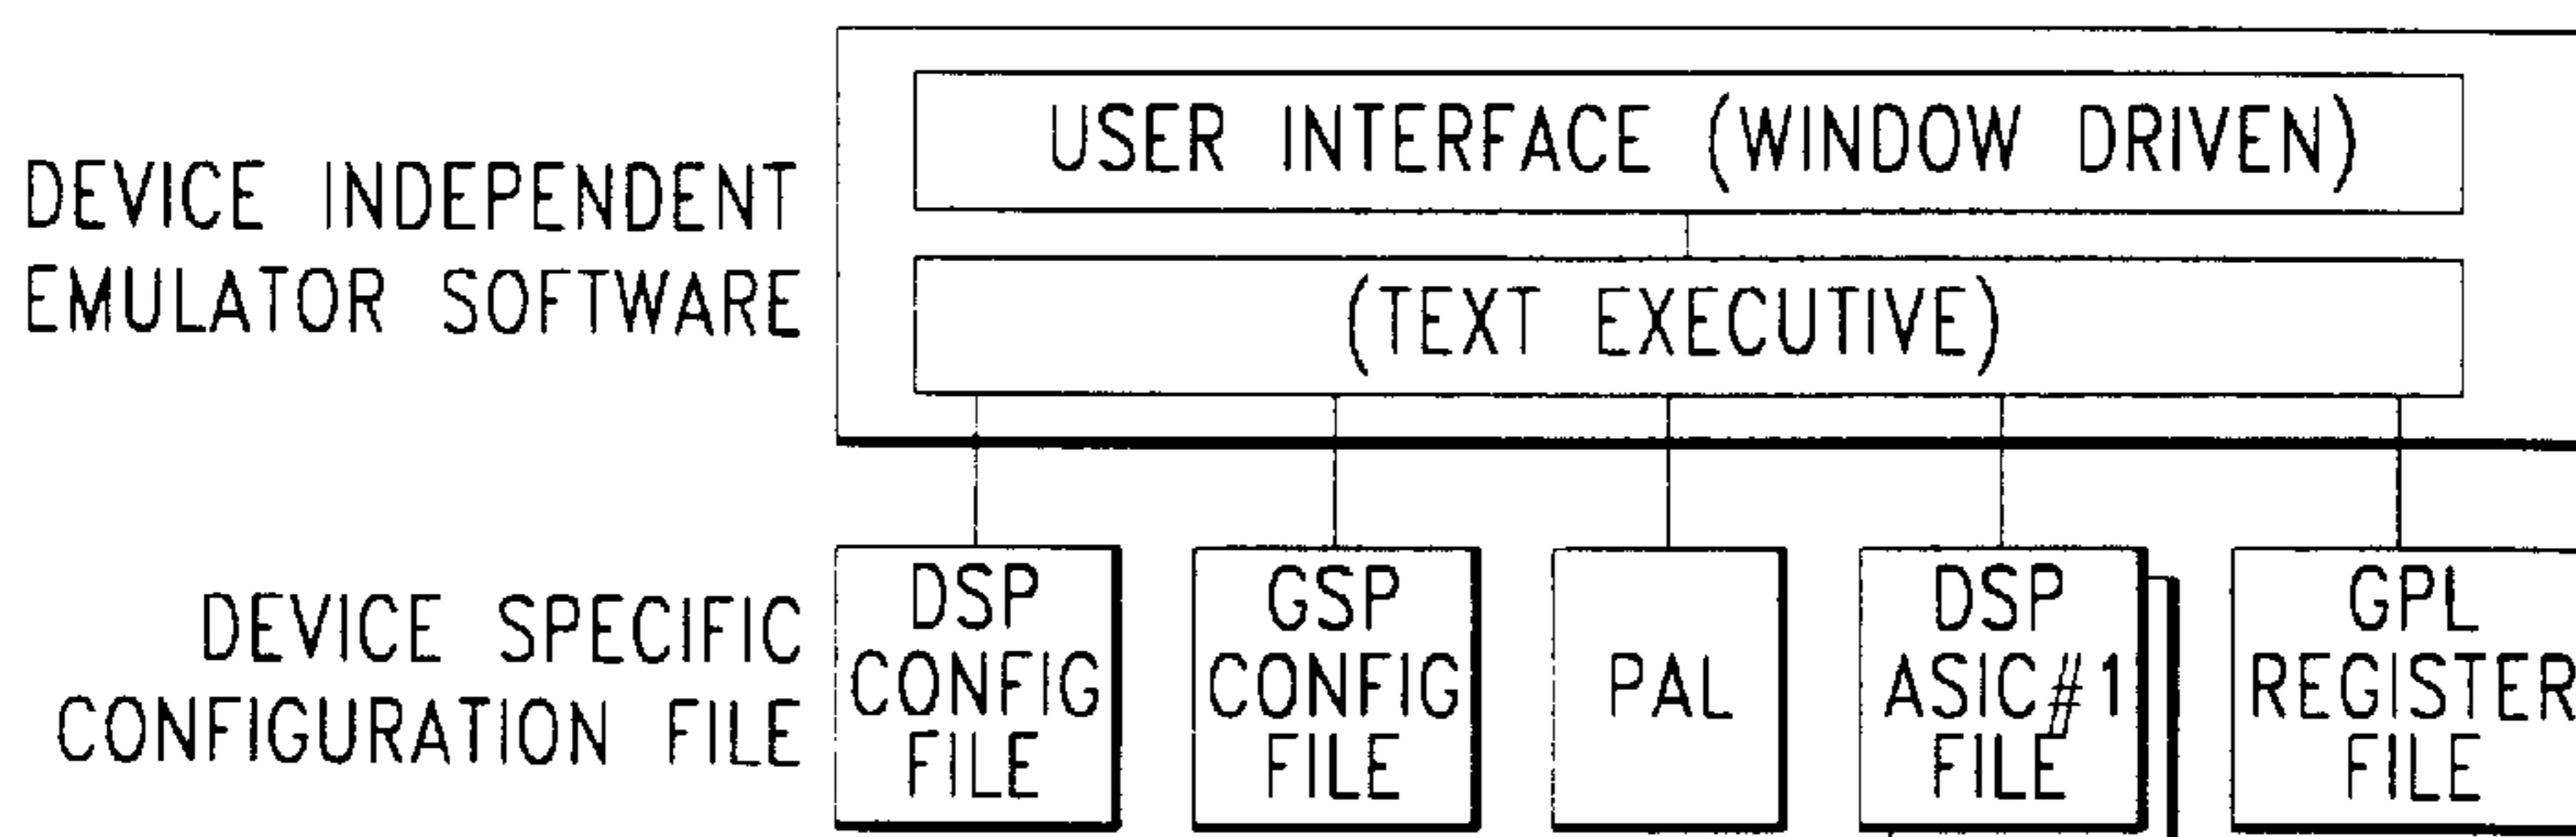 USER INTERFACE (WINDOW DRIVEN)
DEVICE INDEPENDENT
EMULATOR SOFTWARE
(TEXT EXECUTIVE)
DEVICE SPECIFIC
CONFIGURATION FILE
DSP
CONFIG
FILE
GSP
CONFIG
FILE
PAL
DSP
ASIC#1
FILE
GPL
REGISTER
FILE